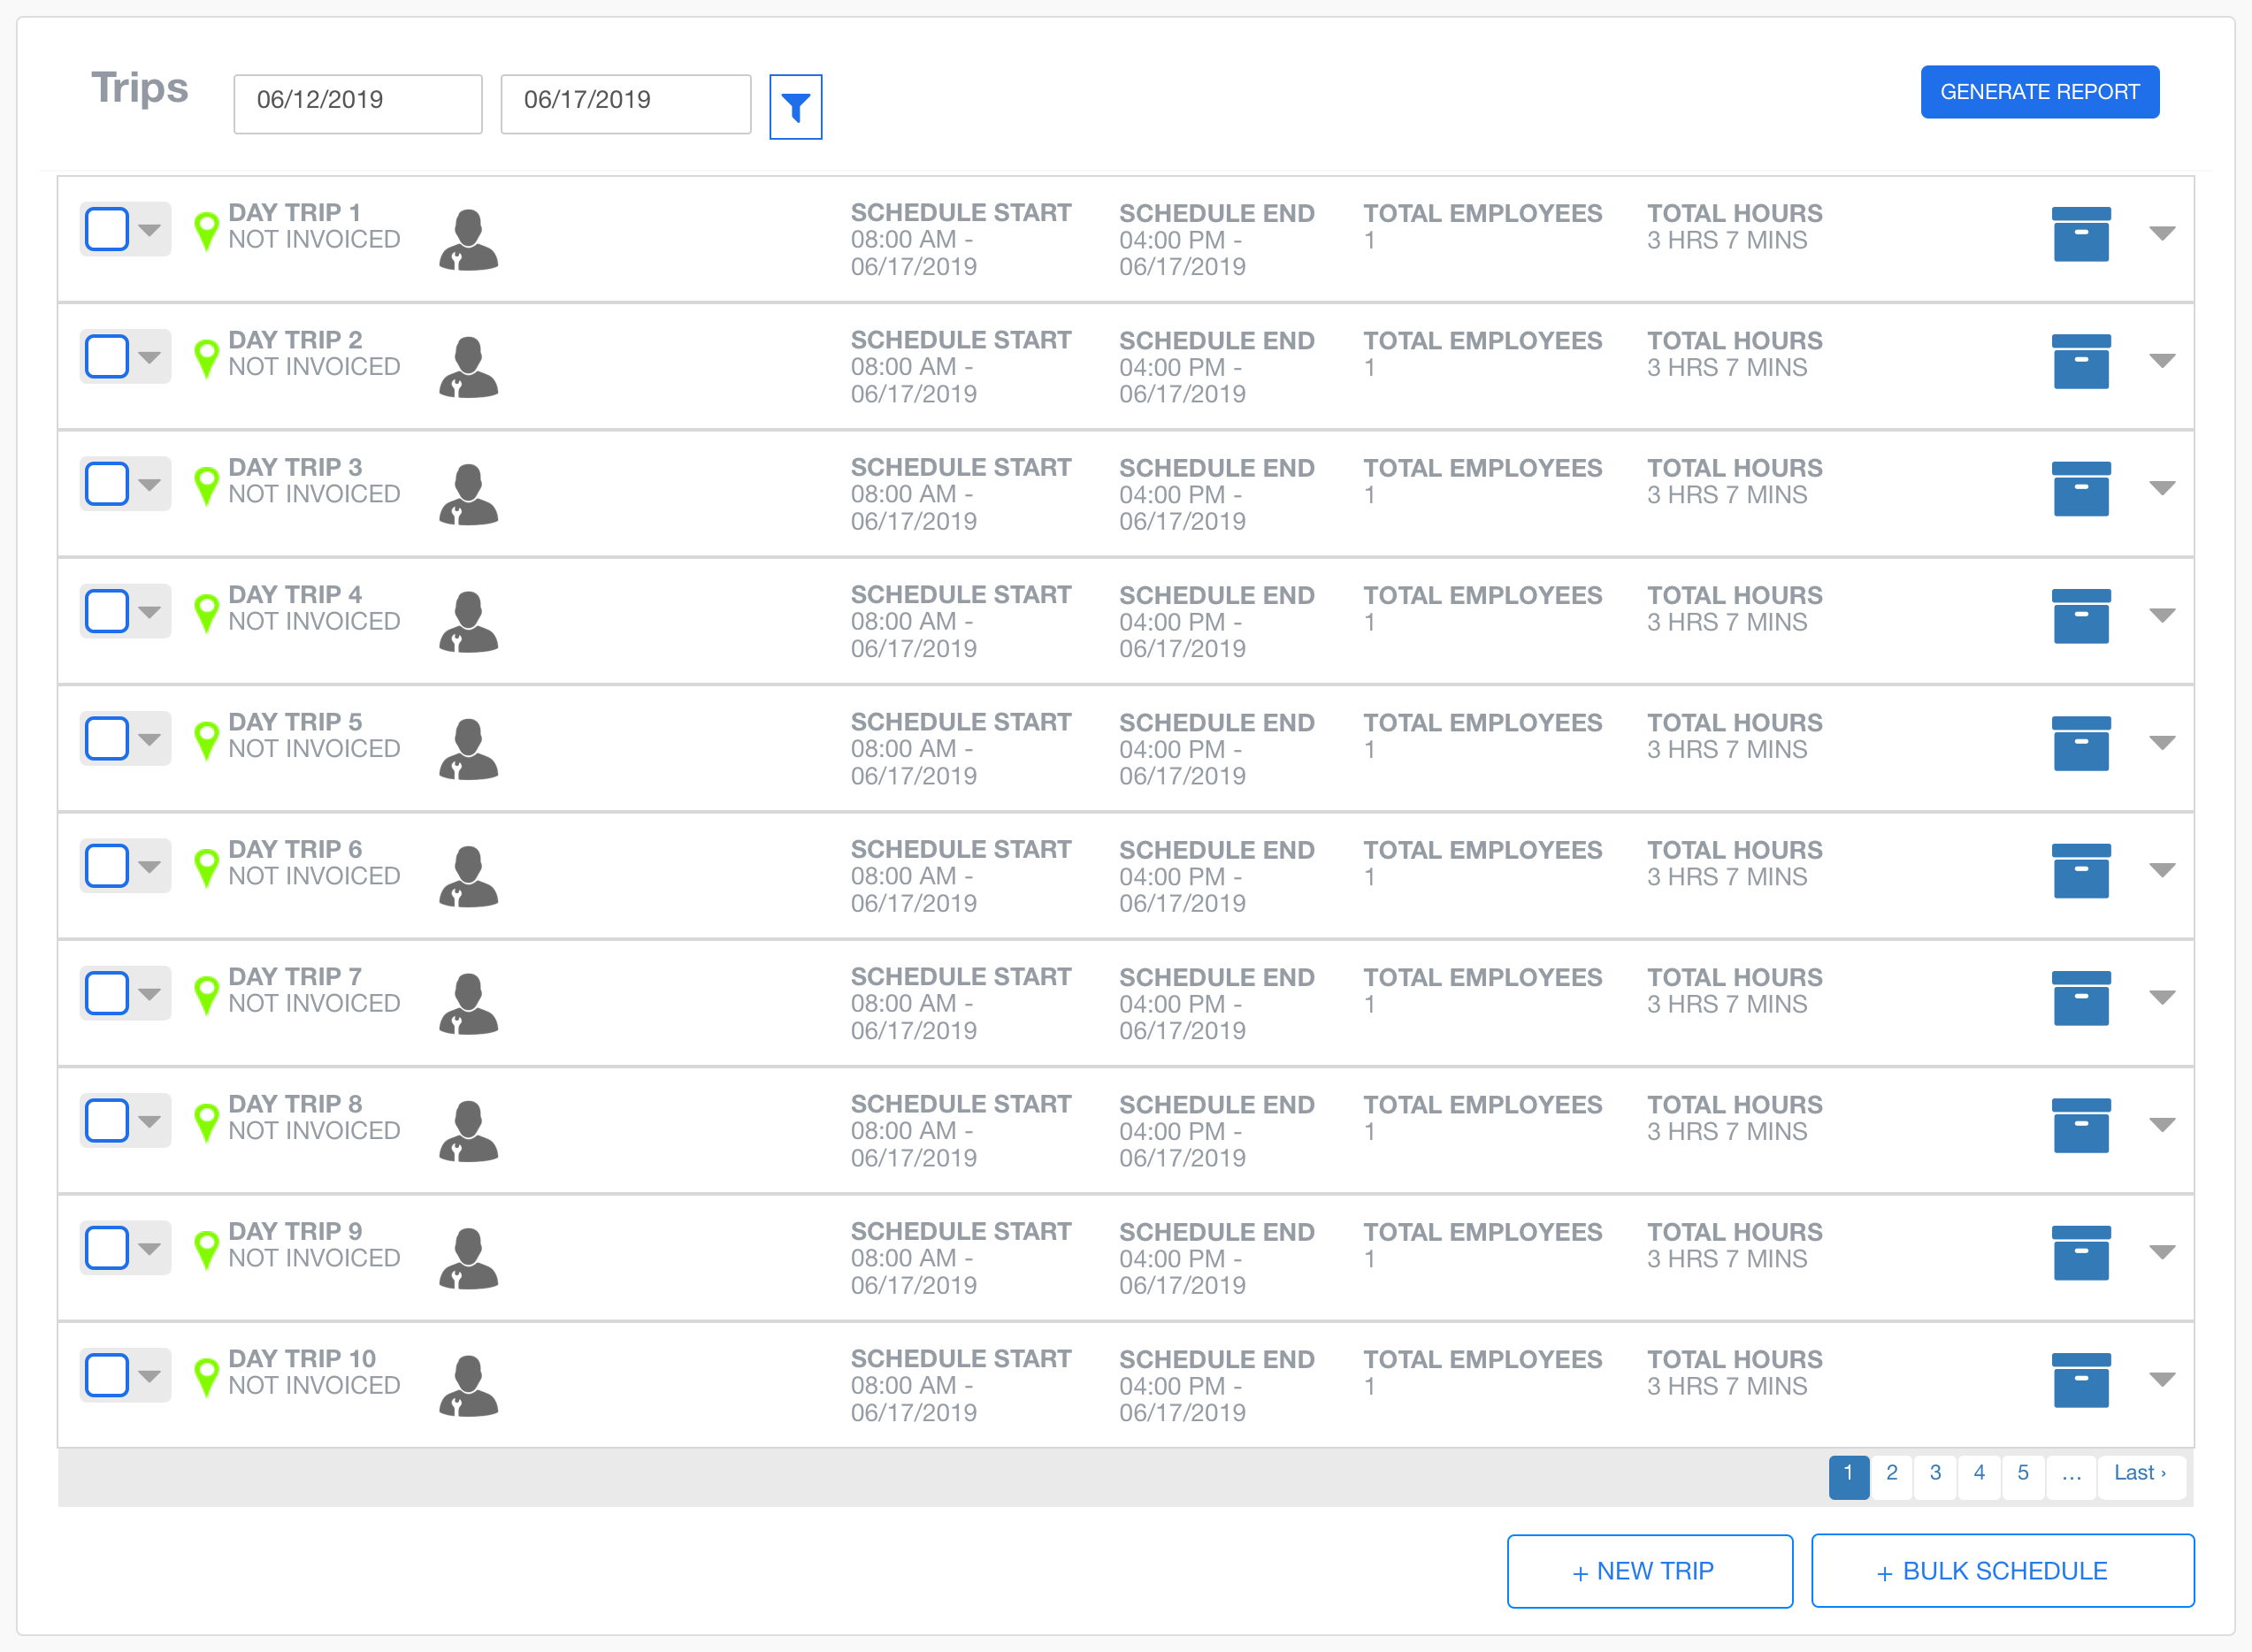 Trips 06/12/2019 06/17/2019 GENERATE REPORT
DAY TRIP 1 SCHEDULE START SCHEDULE END TOTAL EMPLOYEES TOTAL HOURS
NOT INVOICED 08:00 AM - 04:00 PM - 1 3 HRS 7 MINS
06/17/2019 06/17/2019
DAY TRIP 2 SCHEDULE START SCHEDULE END TOTAL EMPLOYEES TOTAL HOURS
NOT INVOICED 08:00 AM - 04:00 PM - 1 3 HRS 7 MINS
06/17/2019 06/17/2019
DAY TRIP 3 SCHEDULE START SCHEDULE END TOTAL EMPLOYEES TOTAL HOURS
NOT INVOICED 08:00 AM - 04:00 PM - 1 3 HRS 7 MINS
06/17/2019 06/17/2019
DAY TRIP 4 SCHEDULE START SCHEDULE END TOTAL EMPLOYEES TOTAL HOURS
NOT INVOICED 08:00 AM - 04:00 PM - 1 3 HRS 7 MINS
06/17/2019 06/17/2019
DAY TRIP 5 SCHEDULE START SCHEDULE END TOTAL EMPLOYEES TOTAL HOURS
NOT INVOICED 08:00 AM - 04:00 PM - 1 3 HRS 7 MINS
06/17/2019 06/17/2019
DAY TRIP 6 SCHEDULE START SCHEDULE END TOTAL EMPLOYEES TOTAL HOURS
NOT INVOICED 08:00 AM - 04:00 PM - 1 3 HRS 7 MINS
06/17/2019 06/17/2019
DAY TRIP 7 SCHEDULE START SCHEDULE END TOTAL EMPLOYEES TOTAL HOURS
NOT INVOICED 08:00 AM - 04:00 PM - 1 3 HRS 7 MINS
06/17/2019 06/17/2019
DAY TRIP 8 SCHEDULE START SCHEDULE END TOTAL EMPLOYEES TOTAL HOURS
NOT INVOICED 08:00 AM - 04:00 PM - 1 3 HRS 7 MINS
06/17/2019 06/17/2019
DAY TRIP 9 SCHEDULE START SCHEDULE END TOTAL EMPLOYEES TOTAL HOURS
NOT INVOICED 08:00 AM - 04:00 PM - 1 3 HRS 7 MINS
06/17/2019 06/17/2019
DAY TRIP 10 SCHEDULE START SCHEDULE END TOTAL EMPLOYEES TOTAL HOURS
NOT INVOICED 08:00 AM - 04:00 PM - 1 3 HRS 7 MINS
06/17/2019 06/17/2019
1 2 3 4 5 … Last ›
+ NEW TRIP + BULK SCHEDULE